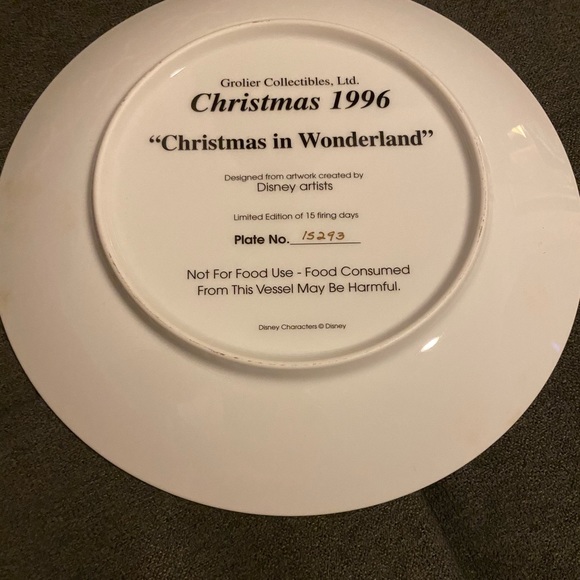 Grolier Collectibles, Ltd.
Christmas 1996
“Christmas in Wonderland”
Designed from artwork created by
Disney artists
Limited Edition of 15 firing days
Plate No. 15293
Not For Food Use - Food Consumed
From This Vessel May Be Harmful.
Disney Characters © Disney